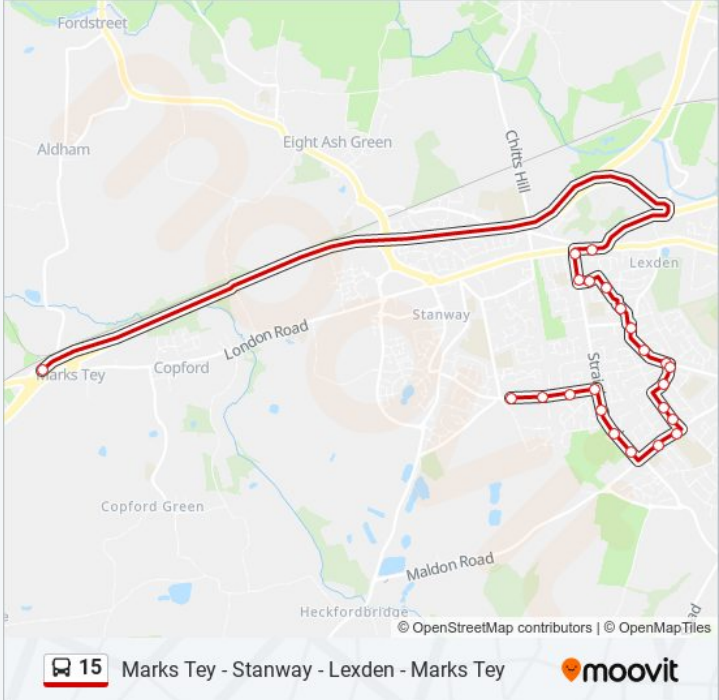 Fordstreet
Chitts Hill
Eight Ash Green
Aldham
Lexden
Stanway
London Road
Copford
Marks Tey
Copford Green
Maldon Road
Heckfordbridge
© OpenStreetMap contributors | © OpenMapTiles
15 Marks Tey - Stanway - Lexden - Marks Tey
moovit